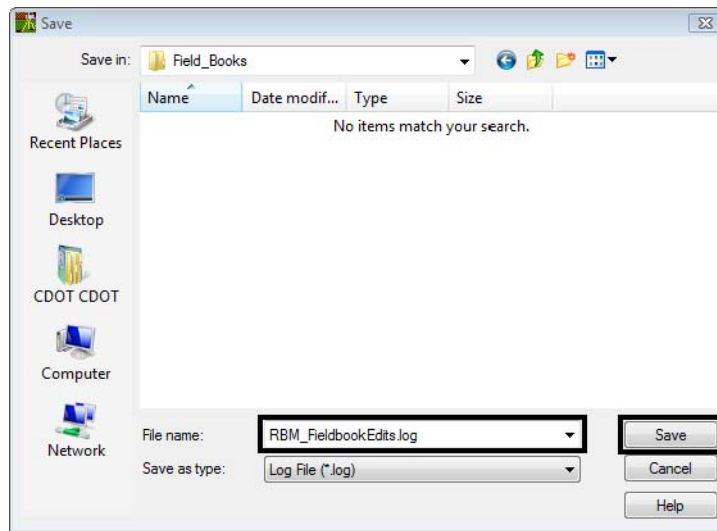 Save
Save in: Field_Books
Name Date modif... Type Size
No items match your search.
Recent Places
Desktop
CDOT CDOT
Computer
Network
File name: RBM_FieldbookEdits.log Save
Save as type: Log File (*.log) Cancel
Help